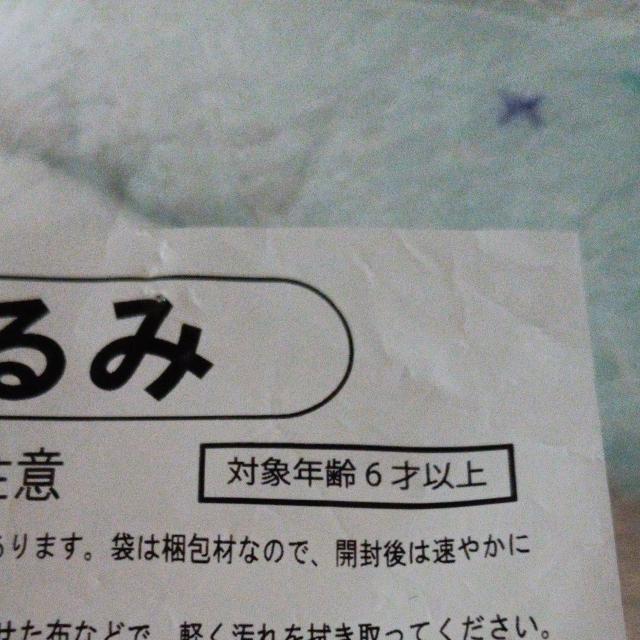 るみ
注意
対象年齢６才以上
あります。袋は梱包材なので、開封後は速やかに
せた布などで、軽く汚れを拭き取ってください。